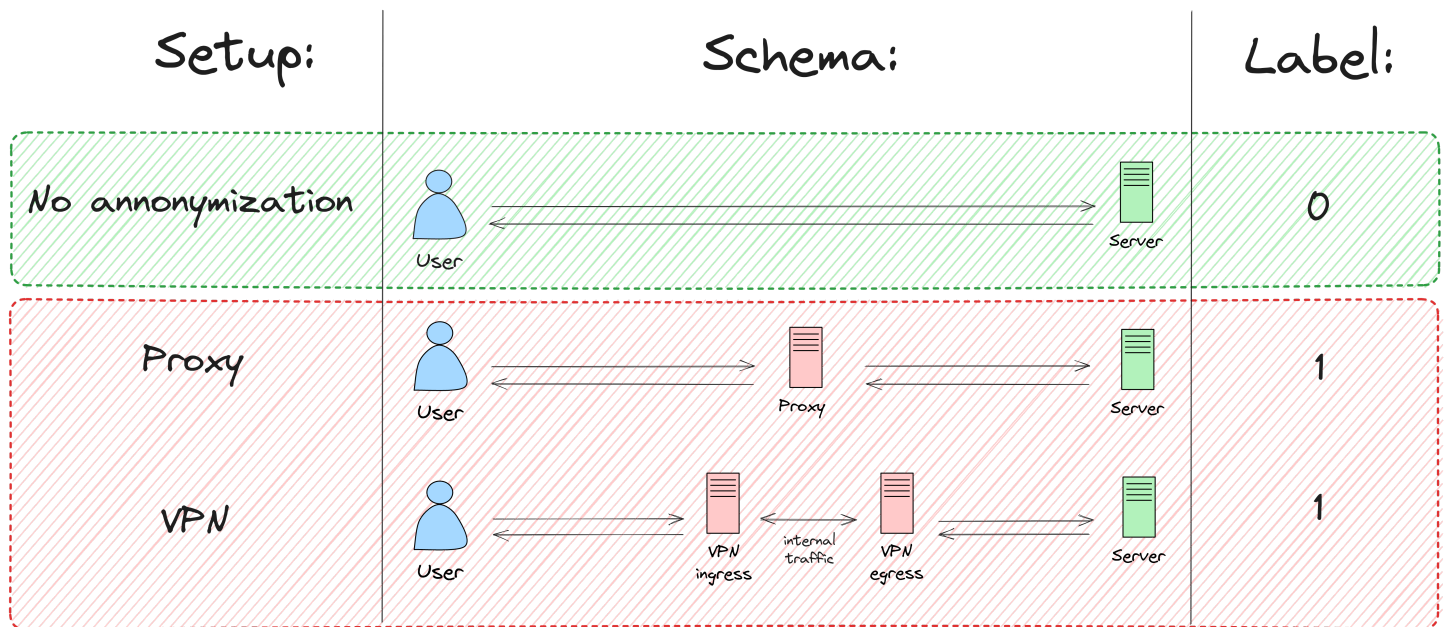 Setup: Schema: Label:
No annonymization
User
Server
0
Proxy
User
Proxy
Server
1
VPN
User
VPN
ingress
internal
traffic
VPN
egress
Server
1